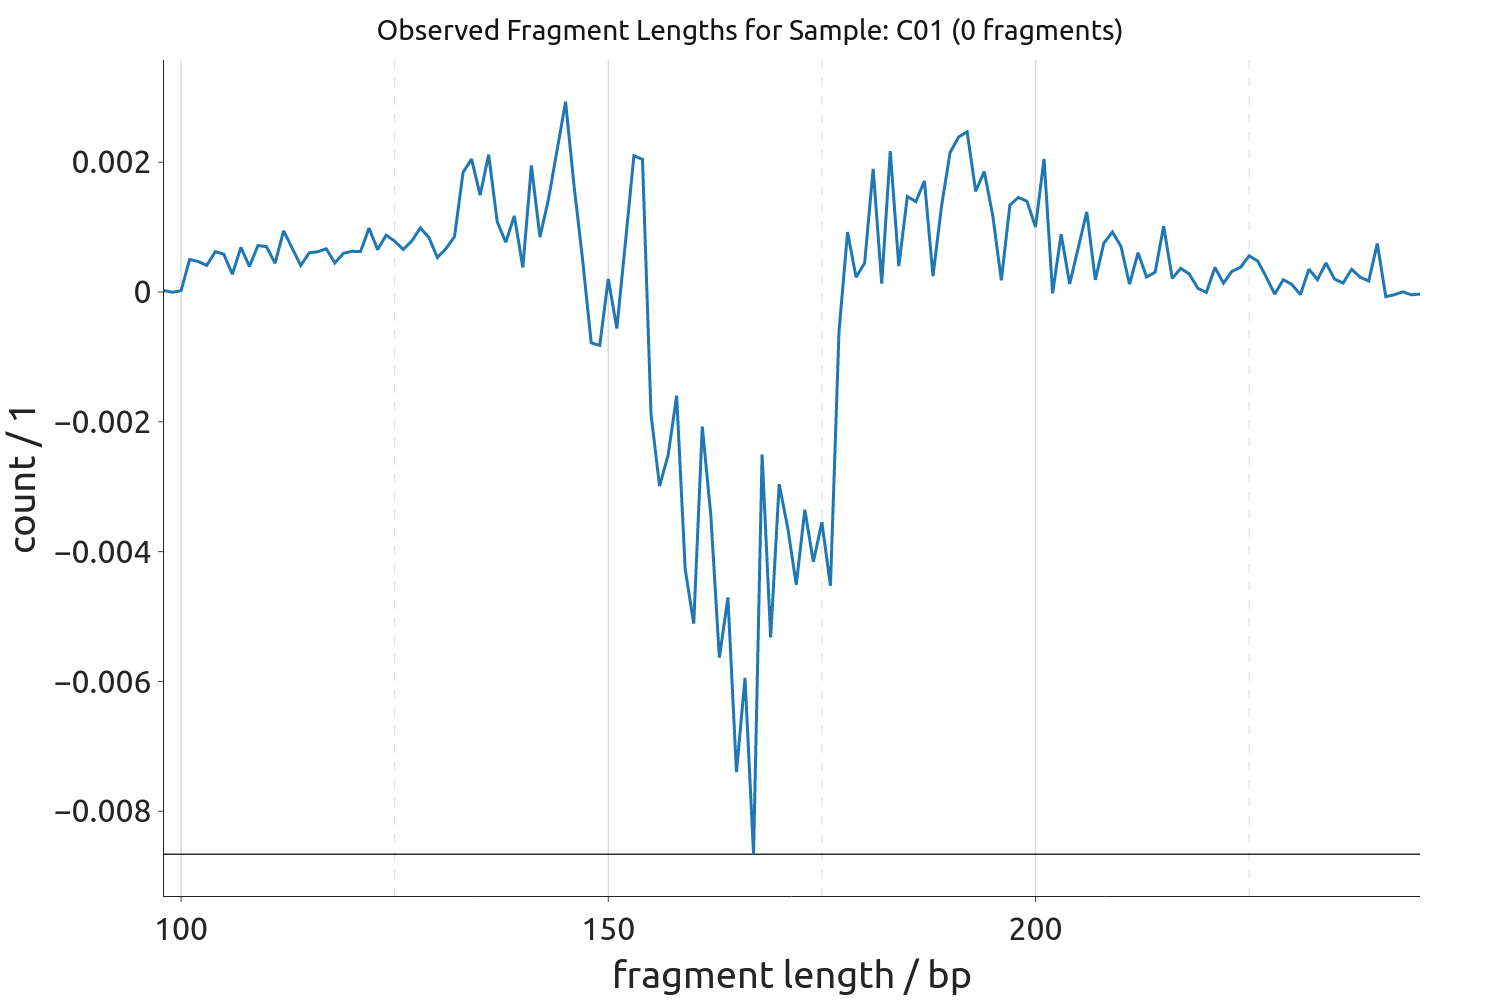 Observed Fragment Lengths for Sample: C01 (0 fragments)
0.002
0
−0.002
−0.004
−0.006
−0.008
count / 1
100 150 200
fragment length / bp